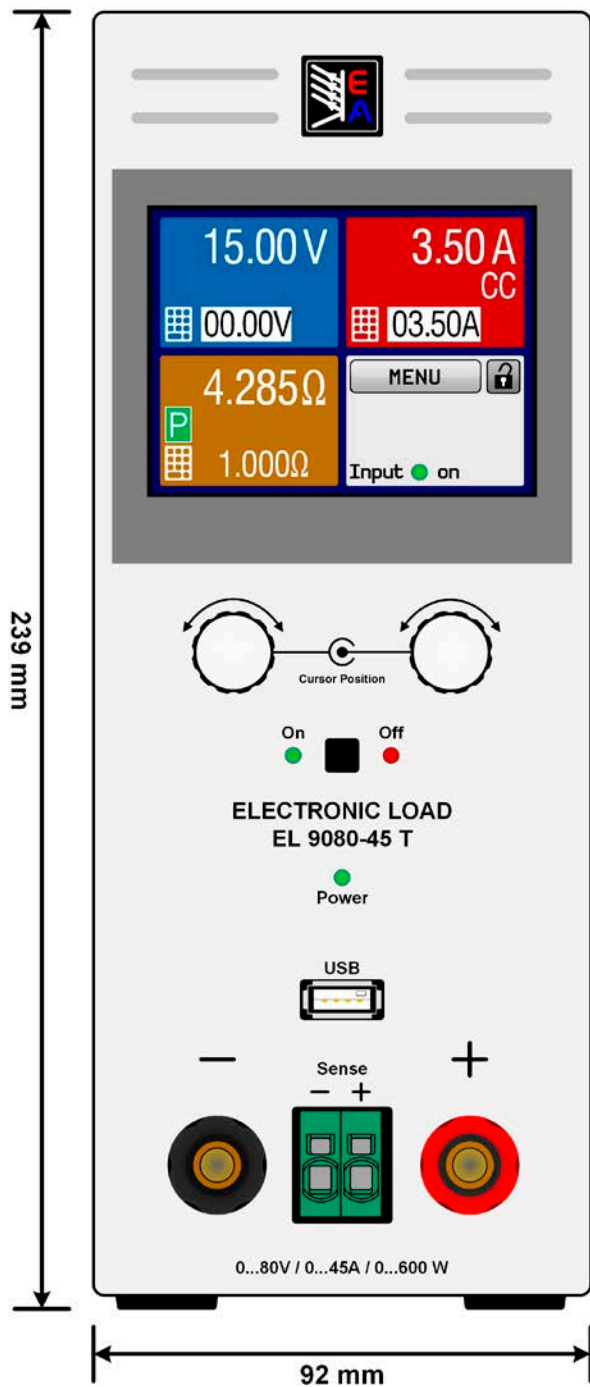 EA
15.00 V
3.50 A
CC
00.00V
03.50A
4.285Ω
MENU
P
1.000Ω
Input on
239 mm
Cursor Position
On
Off
ELECTRONIC LOAD
EL 9080-45 T
Power
USB
− +
Sense
− +
0...80V / 0...45A / 0...600 W
92 mm